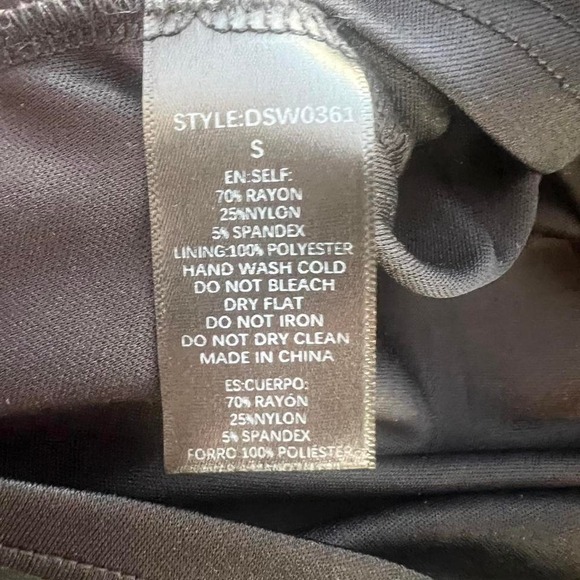 STYLE:DSW0361
S
EN:SELF:
70% RAYON
25%NYLON
5% SPANDEX
LINING:100% POLYESTER
HAND WASH COLD
DO NOT BLEACH
DRY FLAT
DO NOT IRON
DO NOT DRY CLEAN
MADE IN CHINA
ES:CUERPO:
70% RAYÓN
25%NYLON
5% SPANDEX
FORRO 100% POLIESTER